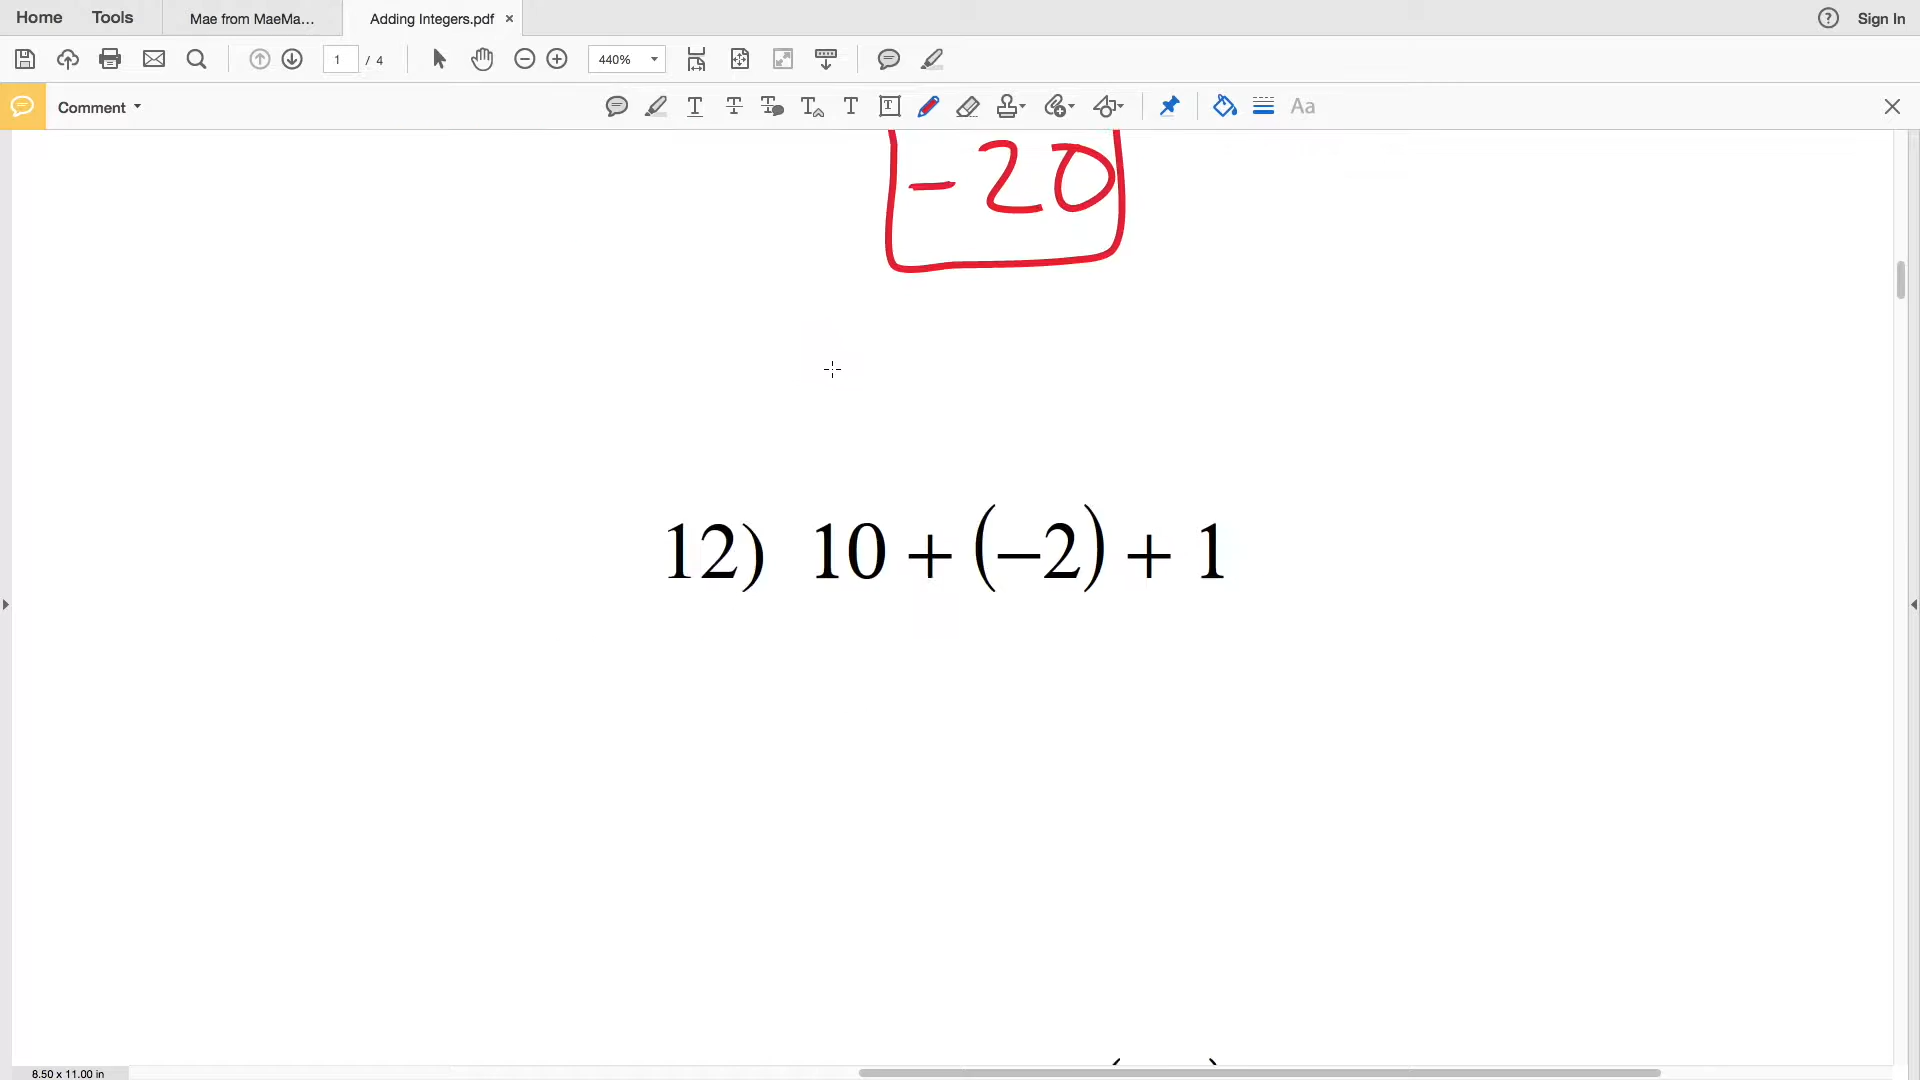 Home Tools Mae from MaeMa... Adding Integers.pdf × ? Sign In
1 / 4 440%
Comment T T T T T T Aa
-20
12) 10 + (−2) + 1
8.50 x 11.00 in